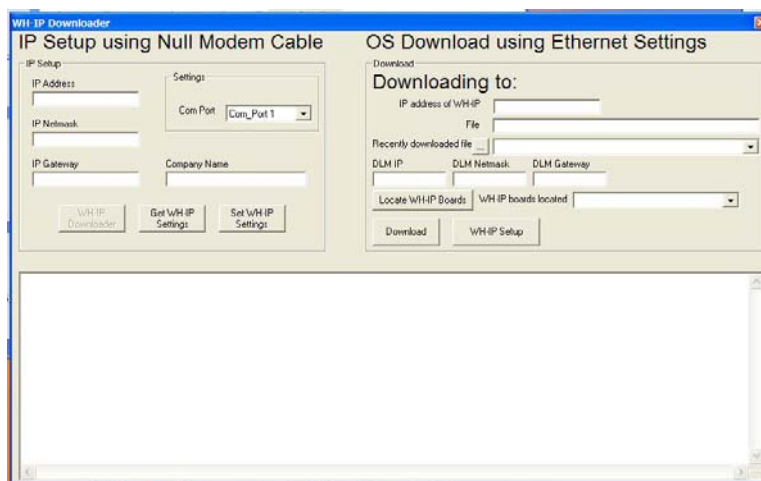 WH-IP Downloader
IP Setup using Null Modem Cable
IP Setup
IP Address
IP Netmask
IP Gateway
Settings
Com Port
Com_Port 1
Company Name
WH-IP
Downloader
Get WH-IP
Settings
Set WH-IP
Settings
OS Download using Ethernet Settings
Download
Downloading to:
IP address of WH-IP
File
Recently downloaded file ...
DLM IP DLM Netmask DLM Gateway
Locate WH-IP Boards WH-IP boards located
Download WH-IP Setup